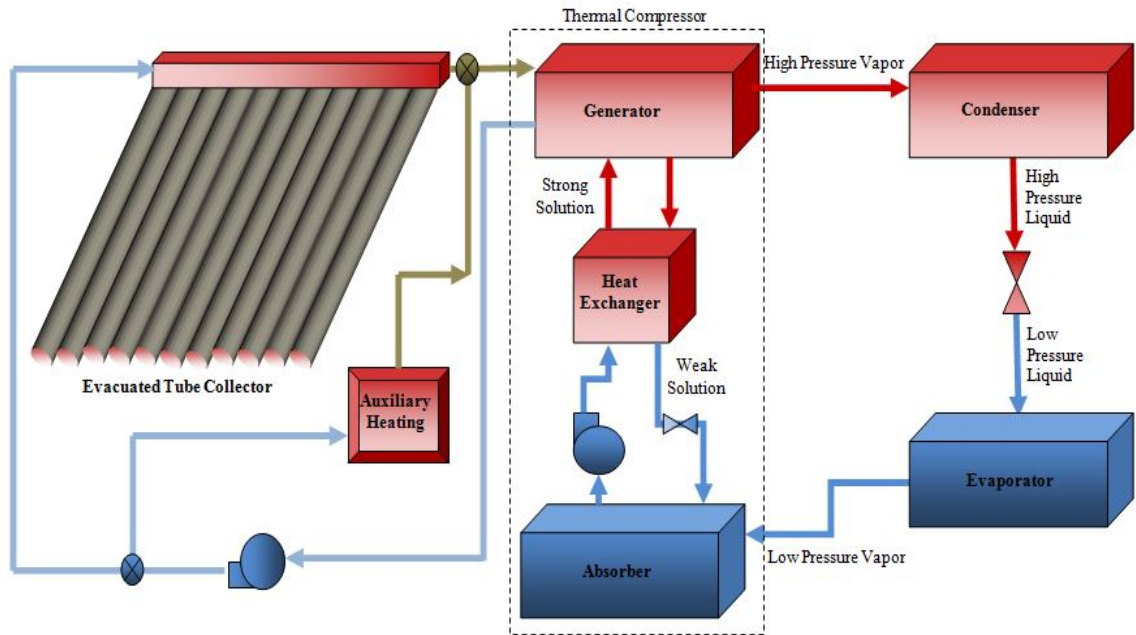 Thermal Compressor
High Pressure Vapor
Generator
Condenser
Strong
Solution
High
Pressure
Liquid
Heat
Exchanger
Low
Pressure
Liquid
Weak
Solution
Evacuated Tube Collector
Auxiliary
Heating
Evaporator
Low Pressure Vapor
Absorber